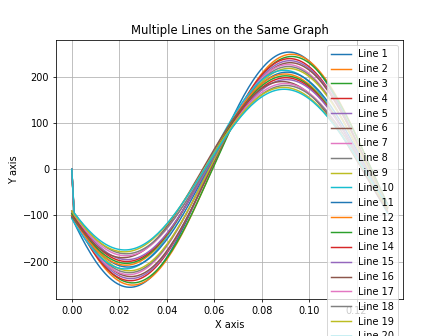 Multiple Lines on the Same Graph
Y axis
200
100
0
−100
−200
0.00
0.02
0.04
0.06
0.08
0.10
X axis
Line 1
Line 2
Line 3
Line 4
Line 5
Line 6
Line 7
Line 8
Line 9
Line 10
Line 11
Line 12
Line 13
Line 14
Line 15
Line 16
Line 17
Line 18
Line 19
Line 20